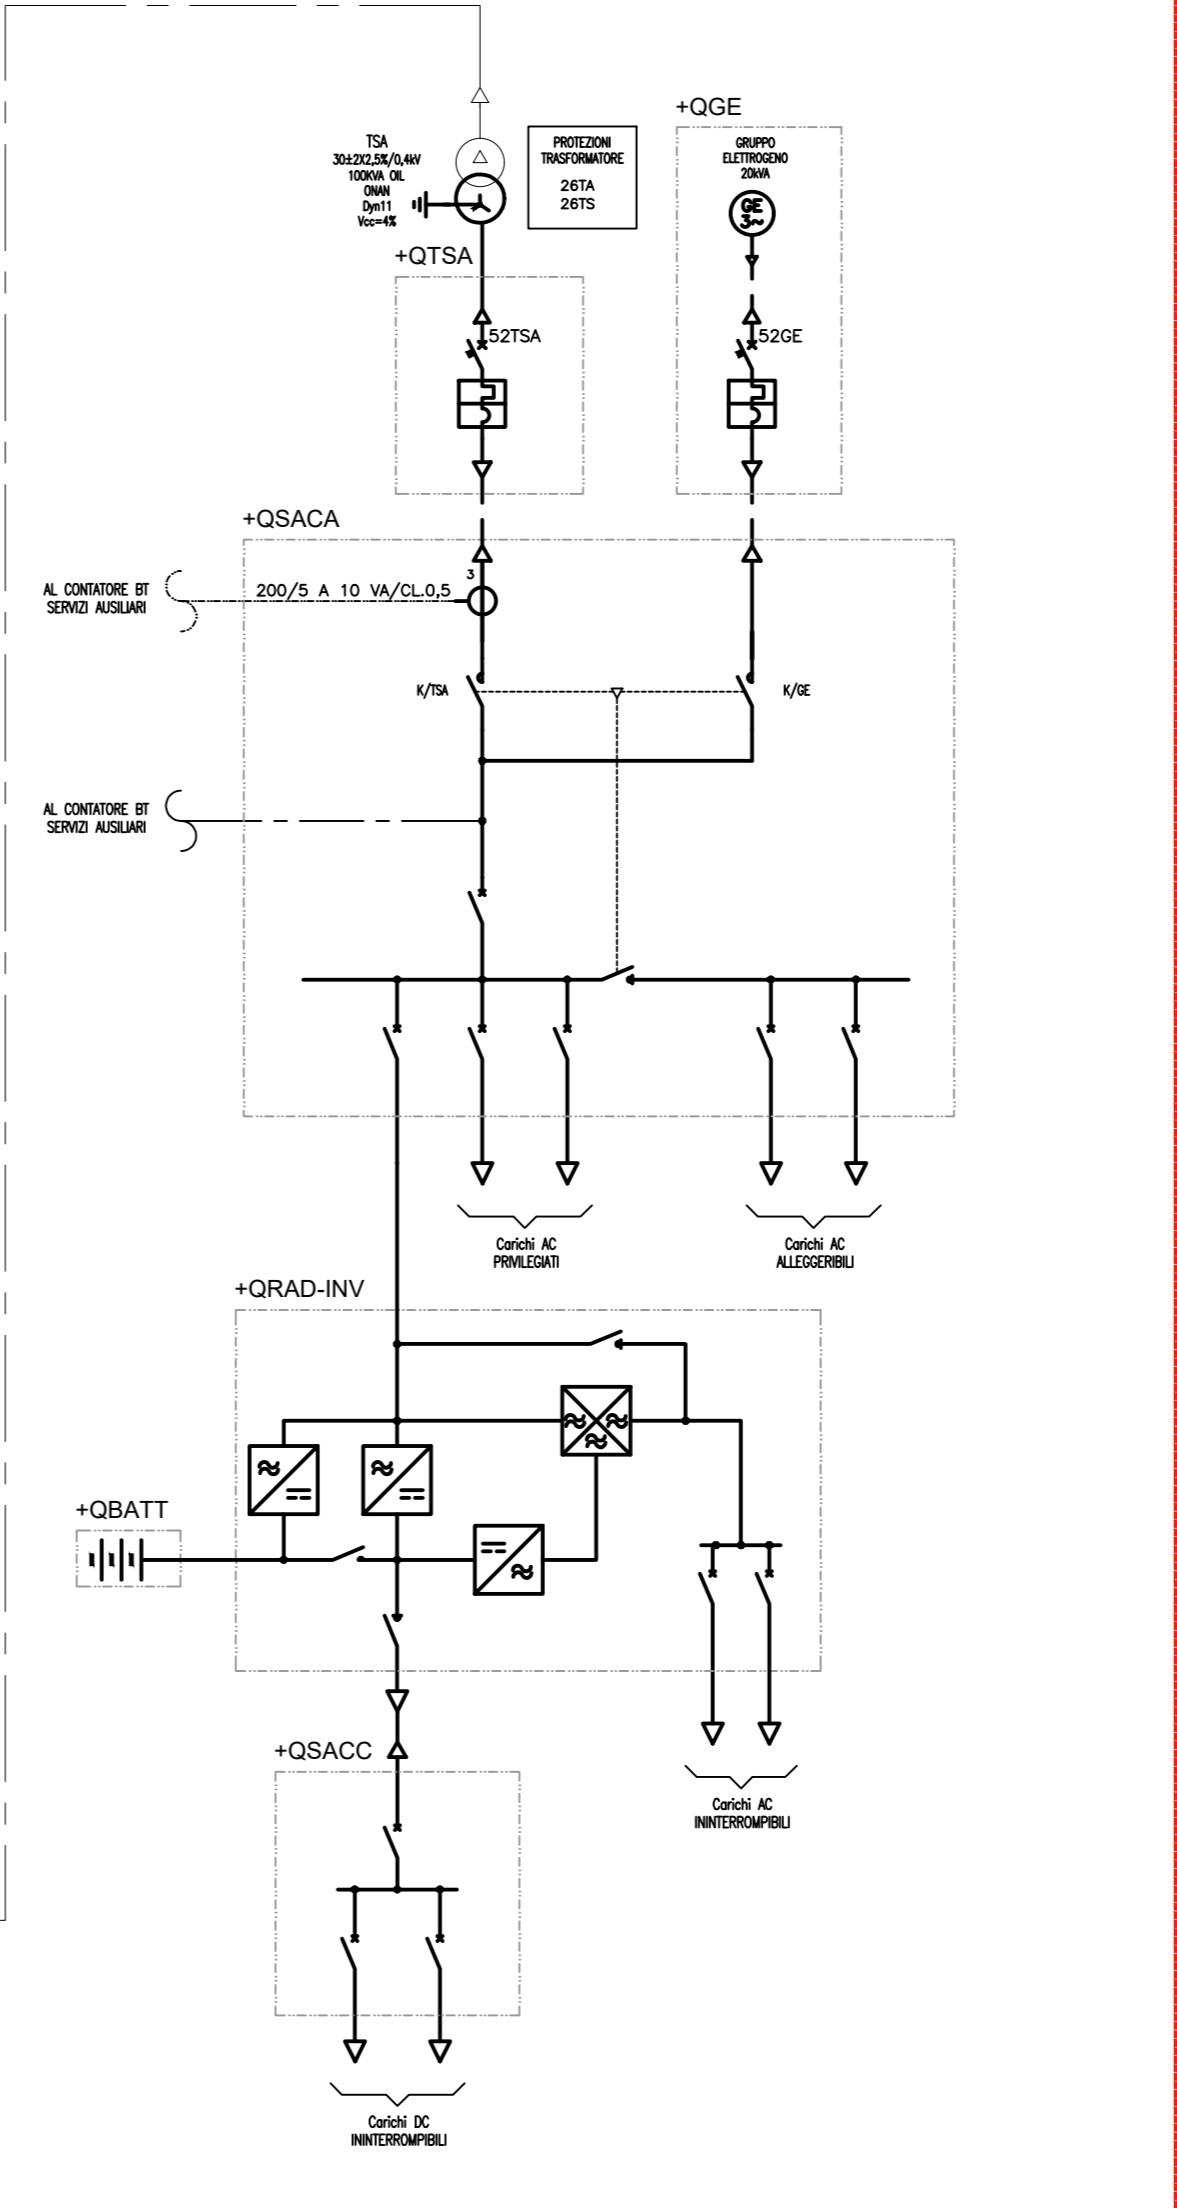 +QGE
TSA
30±2X2,5%/0,4kV
100KVA OIL
ONAN
Dyn11
Vcc=4%
PROTEZIONI
TRASFORMATORE
26TA
26TS
GRUPPO
ELETTROGENO
20kVA
GE
3~
+QTSA
52TSA
52GE
+QSACA
AL CONTATORE BT
SERVIZI AUSILIARI
200/5 A 10 VA/CL.0,5
3
K/TSA
K/GE
AL CONTATORE BT
SERVIZI AUSILIARI
Carichi AC
PRIVILEGIATI
Carichi AC
ALLEGGERIBILI
+QRAD-INV
+QBATT
+QSACC
Carichi AC
ININTERROMPIBILI
Carichi DC
ININTERROMPIBILI